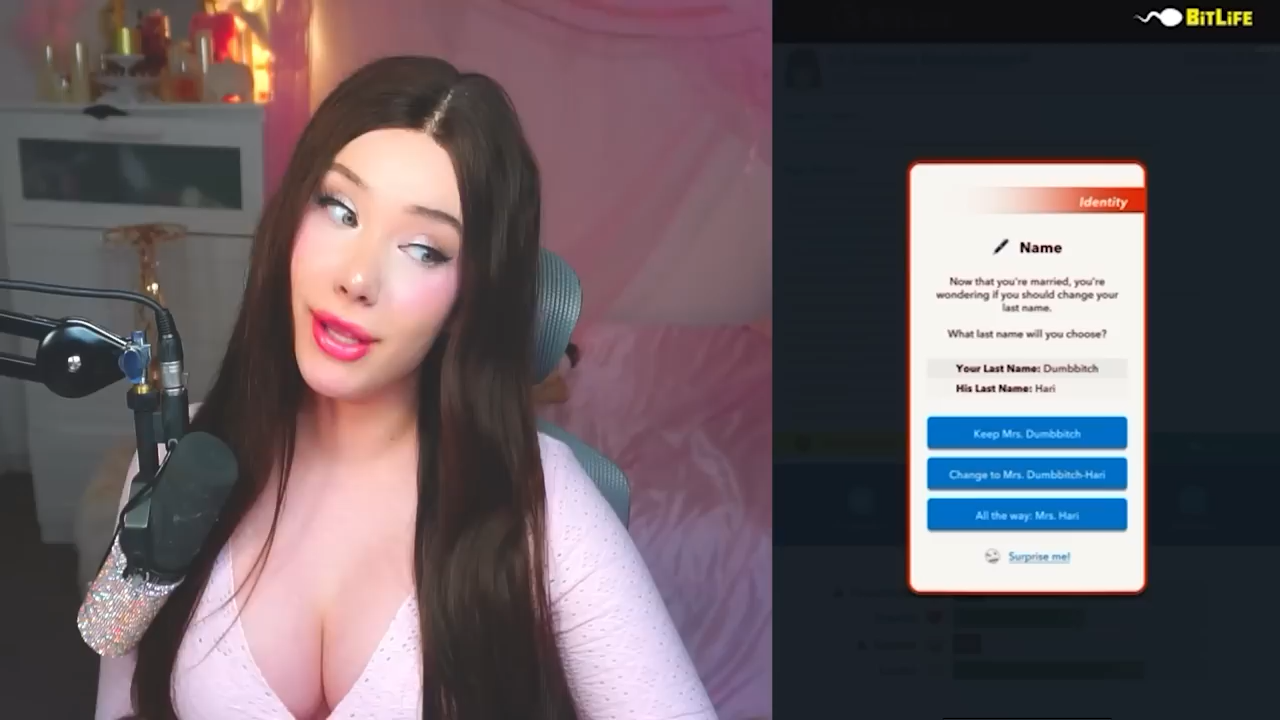 BitLife
Identity
Name
Now that you're married, you're
wondering if you should change your
last name.
What last name will you choose?
Your Last Name: Dumbbitch
His Last Name: Hari
Keep Mrs. Dumbbitch
Change to Mrs. Dumbbitch-Hari
All the way: Mrs. Hari
Surprise me!